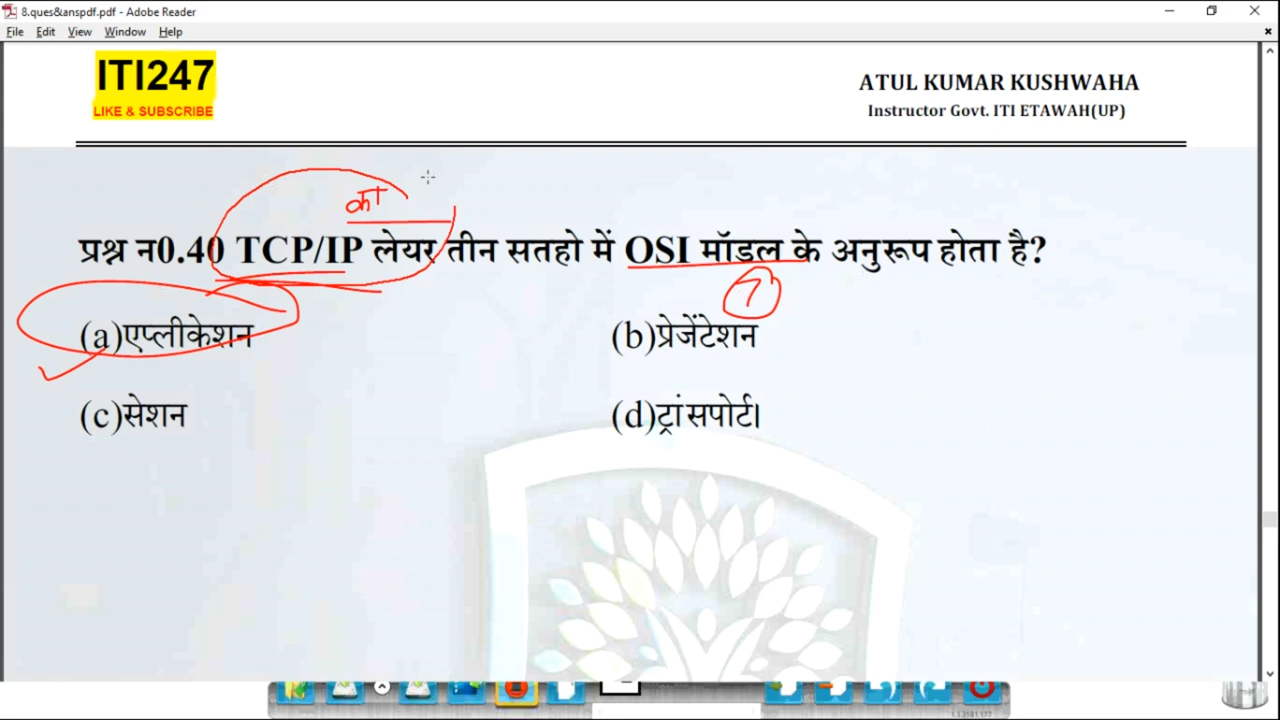 8.ques&anspdf.pdf - Adobe Reader
File Edit View Window Help
ITI247
LIKE & SUBSCRIBE
ATUL KUMAR KUSHWAHA
Instructor Govt. ITI ETAWAH(UP)
का
प्रश्न न0.40 TCP/IP लेयर तीन सतहो में OSI मॉडल के अनुरूप होता है?
7
(a)एप्लीकेशन (b)प्रेजेंटेशन
(c)सेशन (d)ट्रांसपोर्ट।